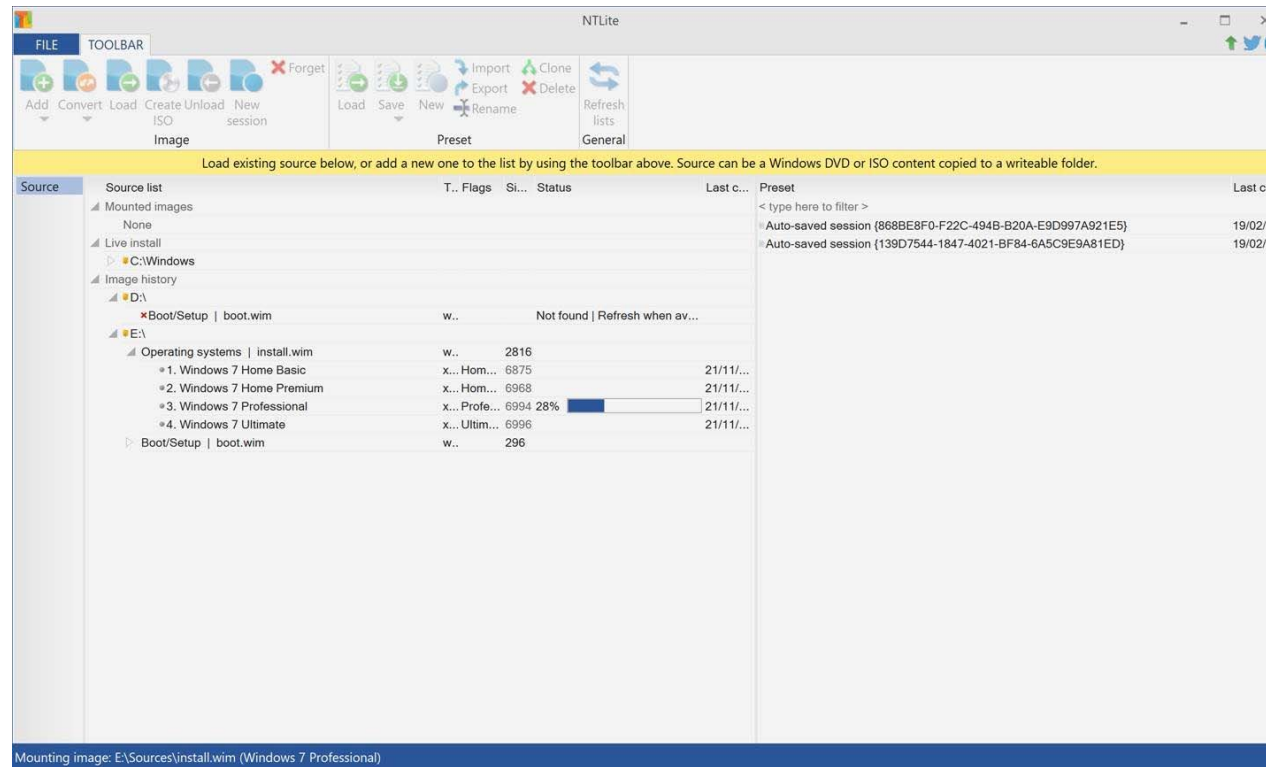 NTLite
FILE TOOLBAR
Add Convert Load Create ISO Unload New session Forget
Image
Load Save New Import Export Rename Clone Delete
Preset
Refresh lists
General
Load existing source below, or add a new one to the list by using the toolbar above. Source can be a Windows DVD or ISO content copied to a writeable folder.
Source
Source list T.. Flags Si... Status Last c...
Mounted images
None
Live install
C:\Windows
Image history
D:\
Boot/Setup | boot.wim w.. Not found | Refresh when av...
E:\
Operating systems | install.wim w.. 2816
1. Windows 7 Home Basic x... Hom... 6875 21/11/...
2. Windows 7 Home Premium x... Hom... 6968 21/11/...
3. Windows 7 Professional x... Profe... 6994 28% 21/11/...
4. Windows 7 Ultimate x... Ultim... 6996 21/11/...
Boot/Setup | boot.wim w.. 296
Preset Last c
< type here to filter >
Auto-saved session {868BE8F0-F22C-494B-B20A-E9D997A921E5} 19/02/
Auto-saved session {139D7544-1847-4021-BF84-6A5C9E9A81ED} 19/02/
Mounting image: E:\Sources\install.wim (Windows 7 Professional)